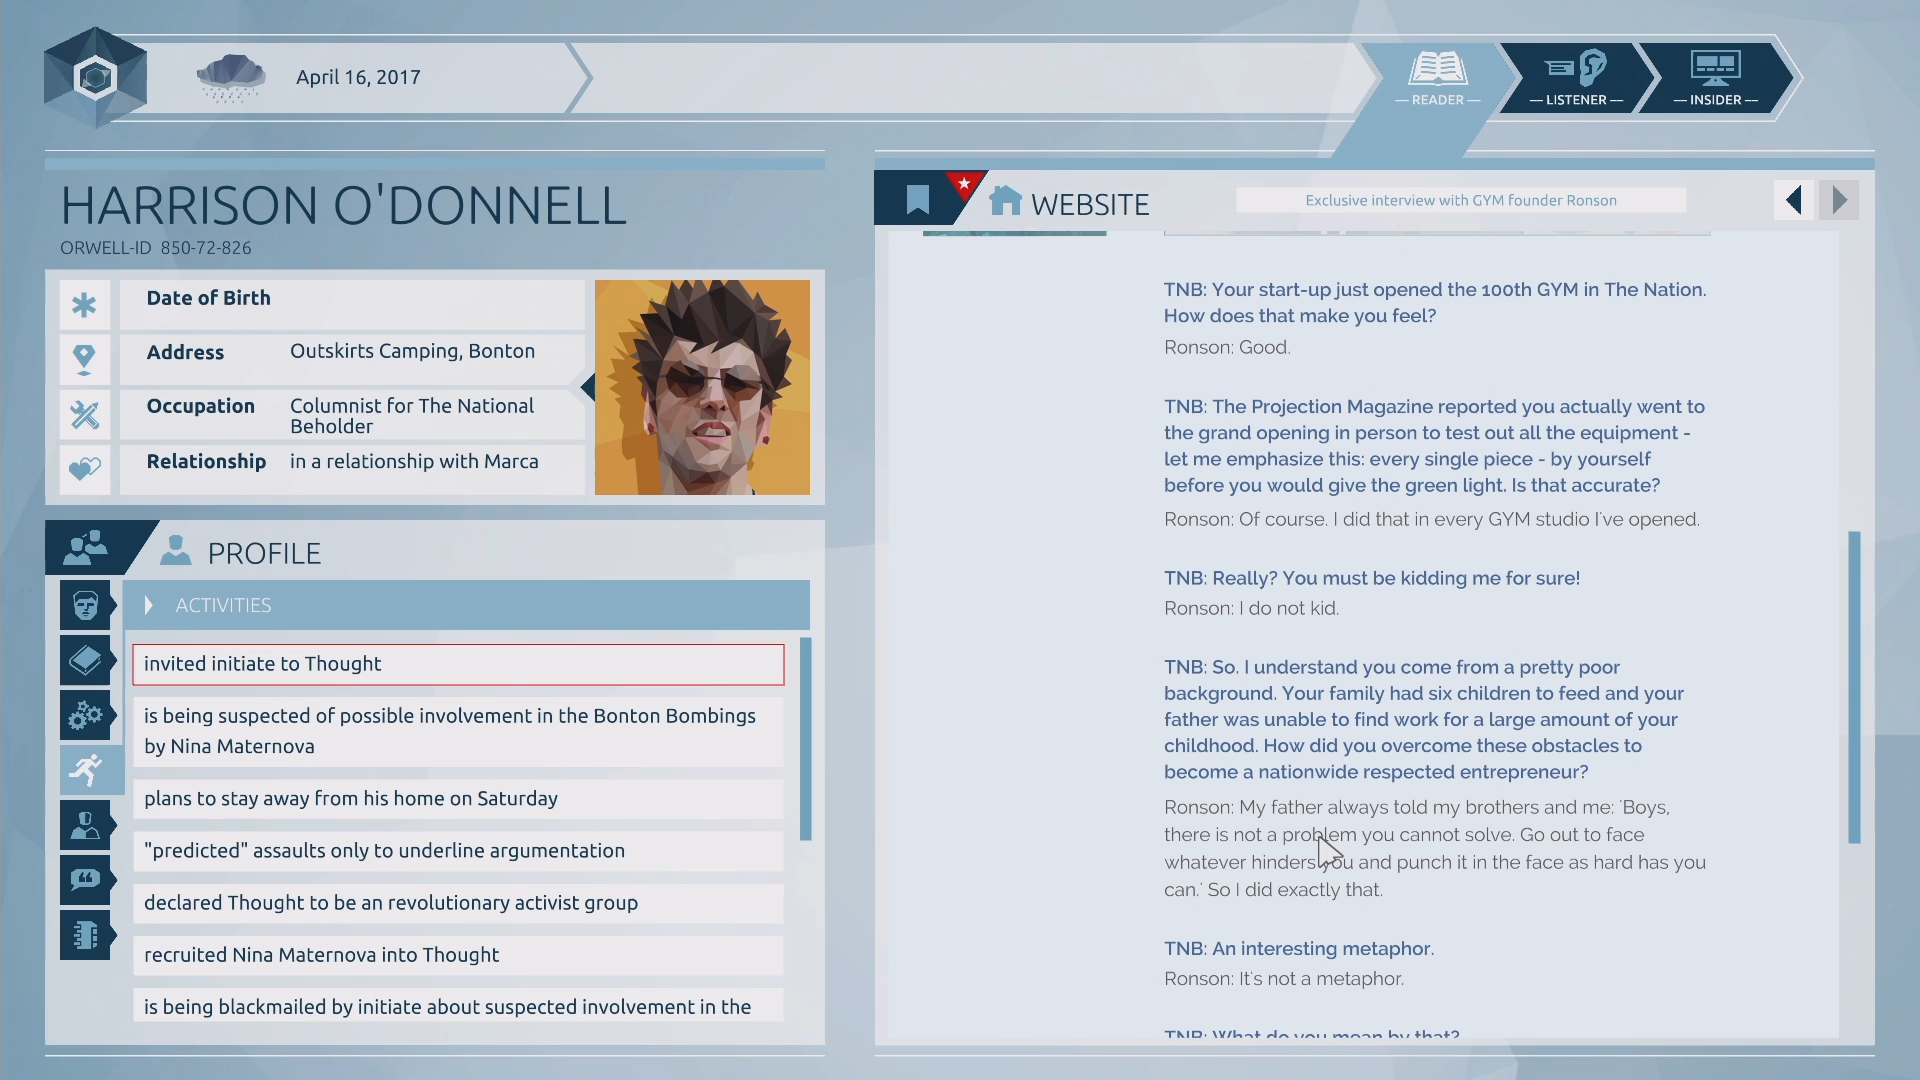 April 16, 2017
READER
LISTENER
INSIDER
HARRISON O'DONNELL
ORWELL-ID 850-72-826
Date of Birth
Address Outskirts Camping, Bonton
Occupation Columnist for The National
Beholder
Relationship in a relationship with Marca
PROFILE
ACTIVITIES
invited initiate to Thought
is being suspected of possible involvement in the Bonton Bombings
by Nina Maternova
plans to stay away from his home on Saturday
"predicted" assaults only to underline argumentation
declared Thought to be an revolutionary activist group
recruited Nina Maternova into Thought
is being blackmailed by initiate about suspected involvement in the
WEBSITE
Exclusive interview with GYM founder Ronson
TNB: Your start-up just opened the 100th GYM in The Nation.
How does that make you feel?
Ronson: Good.
TNB: The Projection Magazine reported you actually went to
the grand opening in person to test out all the equipment -
let me emphasize this: every single piece - by yourself
before you would give the green light. Is that accurate?
Ronson: Of course. I did that in every GYM studio I've opened.
TNB: Really? You must be kidding me for sure!
Ronson: I do not kid.
TNB: So. I understand you come from a pretty poor
background. Your family had six children to feed and your
father was unable to find work for a large amount of your
childhood. How did you overcome these obstacles to
become a nationwide respected entrepreneur?
Ronson: My father always told my brothers and me: 'Boys,
there is not a problem you cannot solve. Go out to face
whatever hinders you and punch it in the face as hard has you
can.' So I did exactly that.
TNB: An interesting metaphor.
Ronson: It's not a metaphor.
TNB: What do you mean by that?